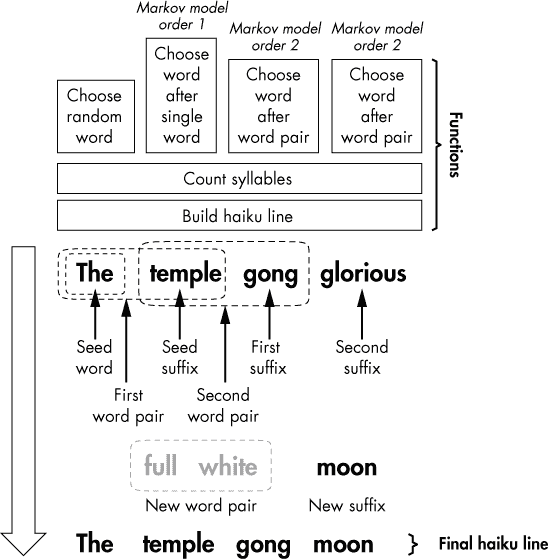 Markov model
order 1
Markov model
order 2
Markov model
order 2
Choose
random
word
Choose
word
after
single
word
Choose
word
after
word pair
Choose
word
after
word pair
Functions
Count syllables
Build haiku line
The temple gong glorious
Seed
word
Seed
suffix
First
suffix
Second
suffix
First
word pair
Second
word pair
full white moon
New word pair New suffix
The temple gong moon } Final haiku line